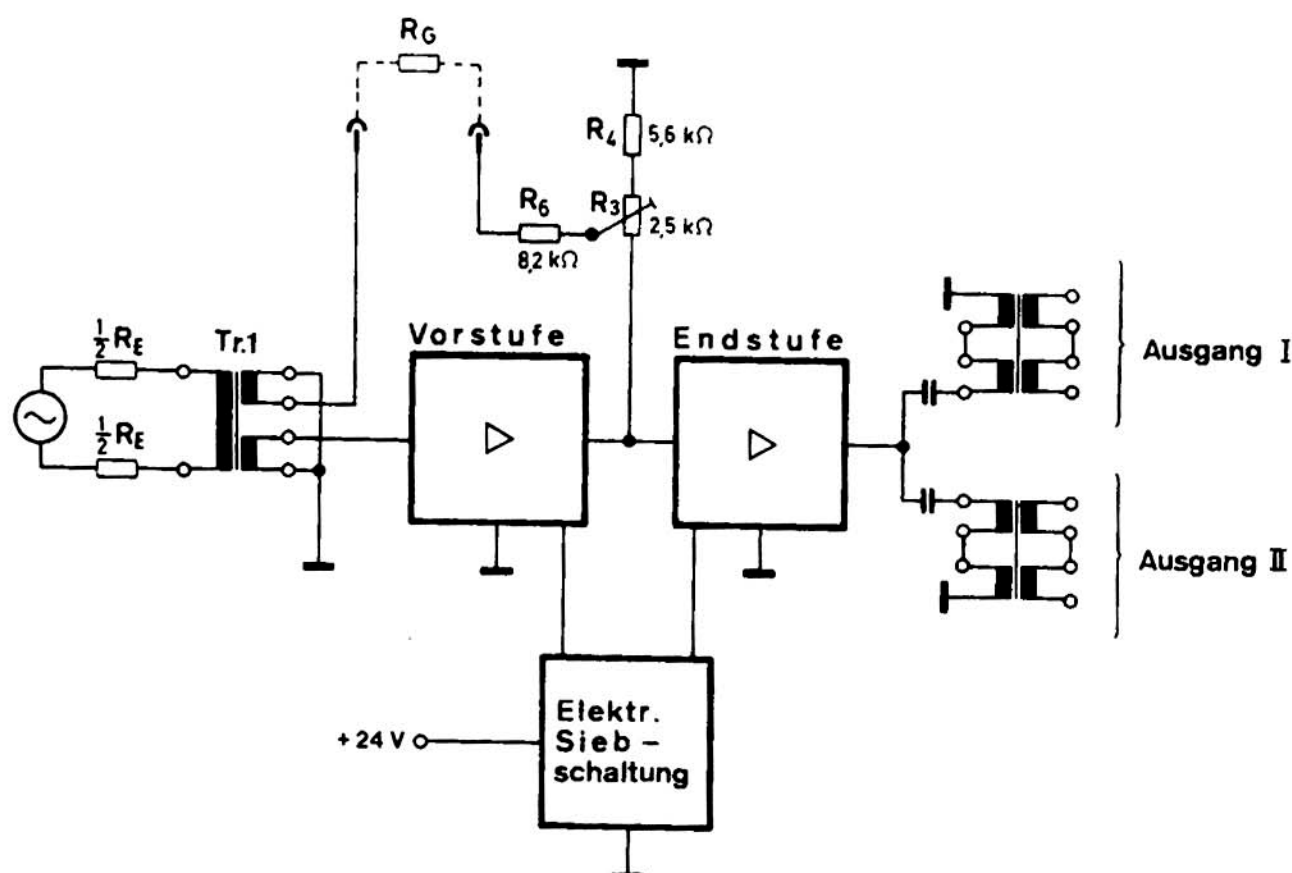 R_G
R_4 5,6 kΩ
R_6 R_3 2,5 kΩ
8,2 kΩ
½ R_E
Tr.1
Vorstufe
Endstufe
Ausgang I
½ R_E
Ausgang II
+24 V
Elektr.
Sieb-
schaltung